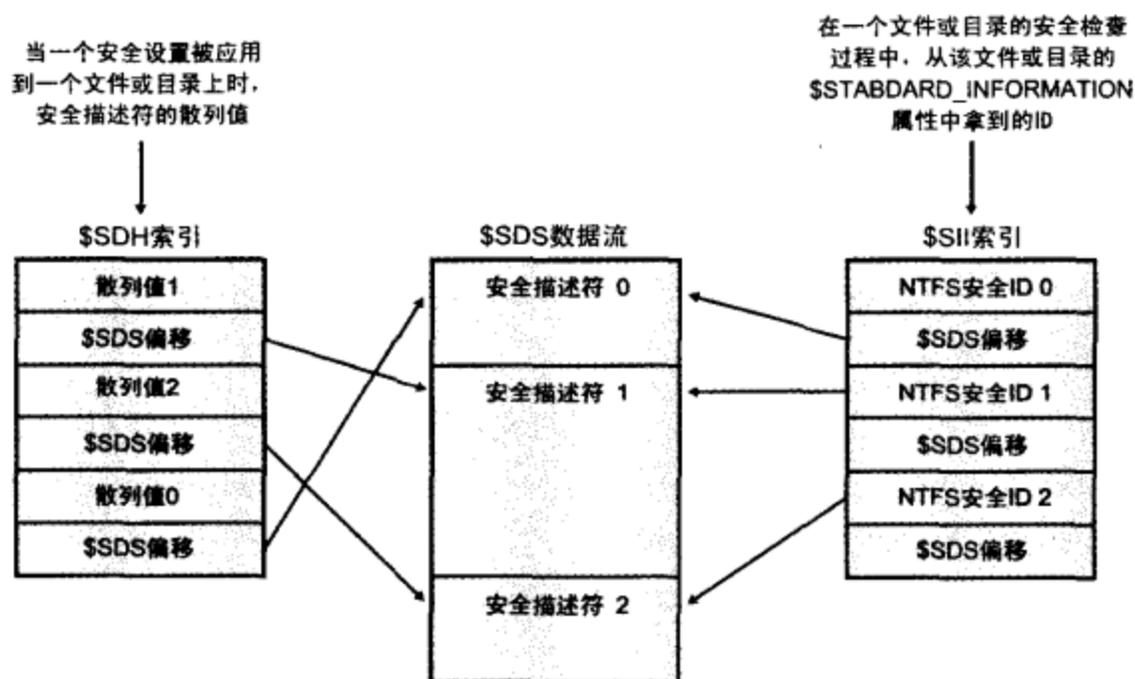 当一个安全设置被应用
到一个文件或目录上时，
安全描述符的散列值
在一个文件或目录的安全检查
过程中，从该文件或目录的
$STABDARD_INFORMATION
属性中拿到的ID
$SDH索引
散列值1
$SDS偏移
散列值2
$SDS偏移
散列值0
$SDS偏移
$SDS数据流
安全描述符 0
安全描述符 1
安全描述符 2
$SII索引
NTFS安全ID 0
$SDS偏移
NTFS安全ID 1
$SDS偏移
NTFS安全ID 2
$SDS偏移